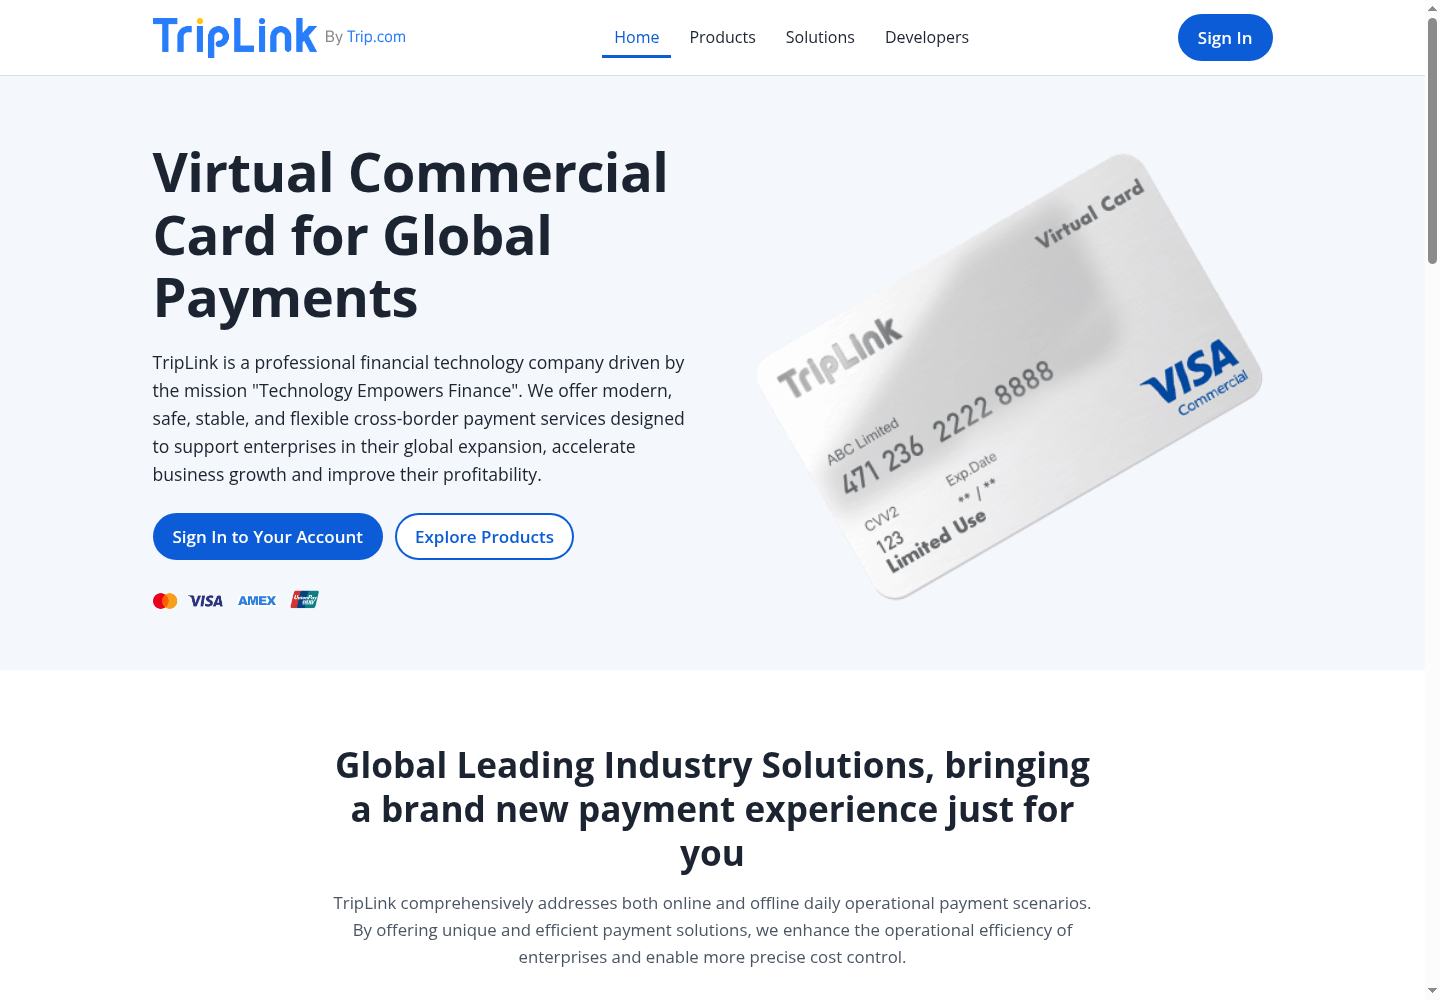 TripLink By Trip.com
Home
Products
Solutions
Developers
Sign In
Virtual Commercial
Card for Global
Payments
TripLink is a professional financial technology company driven by
the mission "Technology Empowers Finance". We offer modern,
safe, stable, and flexible cross-border payment services designed
to support enterprises in their global expansion, accelerate
business growth and improve their profitability.
Sign In to Your Account
Explore Products
VISA
AMEX
UnionPay
Virtual Card
TripLink
ABC Limited
471 236 2222 8888
VISA
Commercial
Exp.Date
** / **
CVV2
123
Limited Use
Global Leading Industry Solutions, bringing
a brand new payment experience just for
you
TripLink comprehensively addresses both online and offline daily operational payment scenarios.
By offering unique and efficient payment solutions, we enhance the operational efficiency of
enterprises and enable more precise cost control.